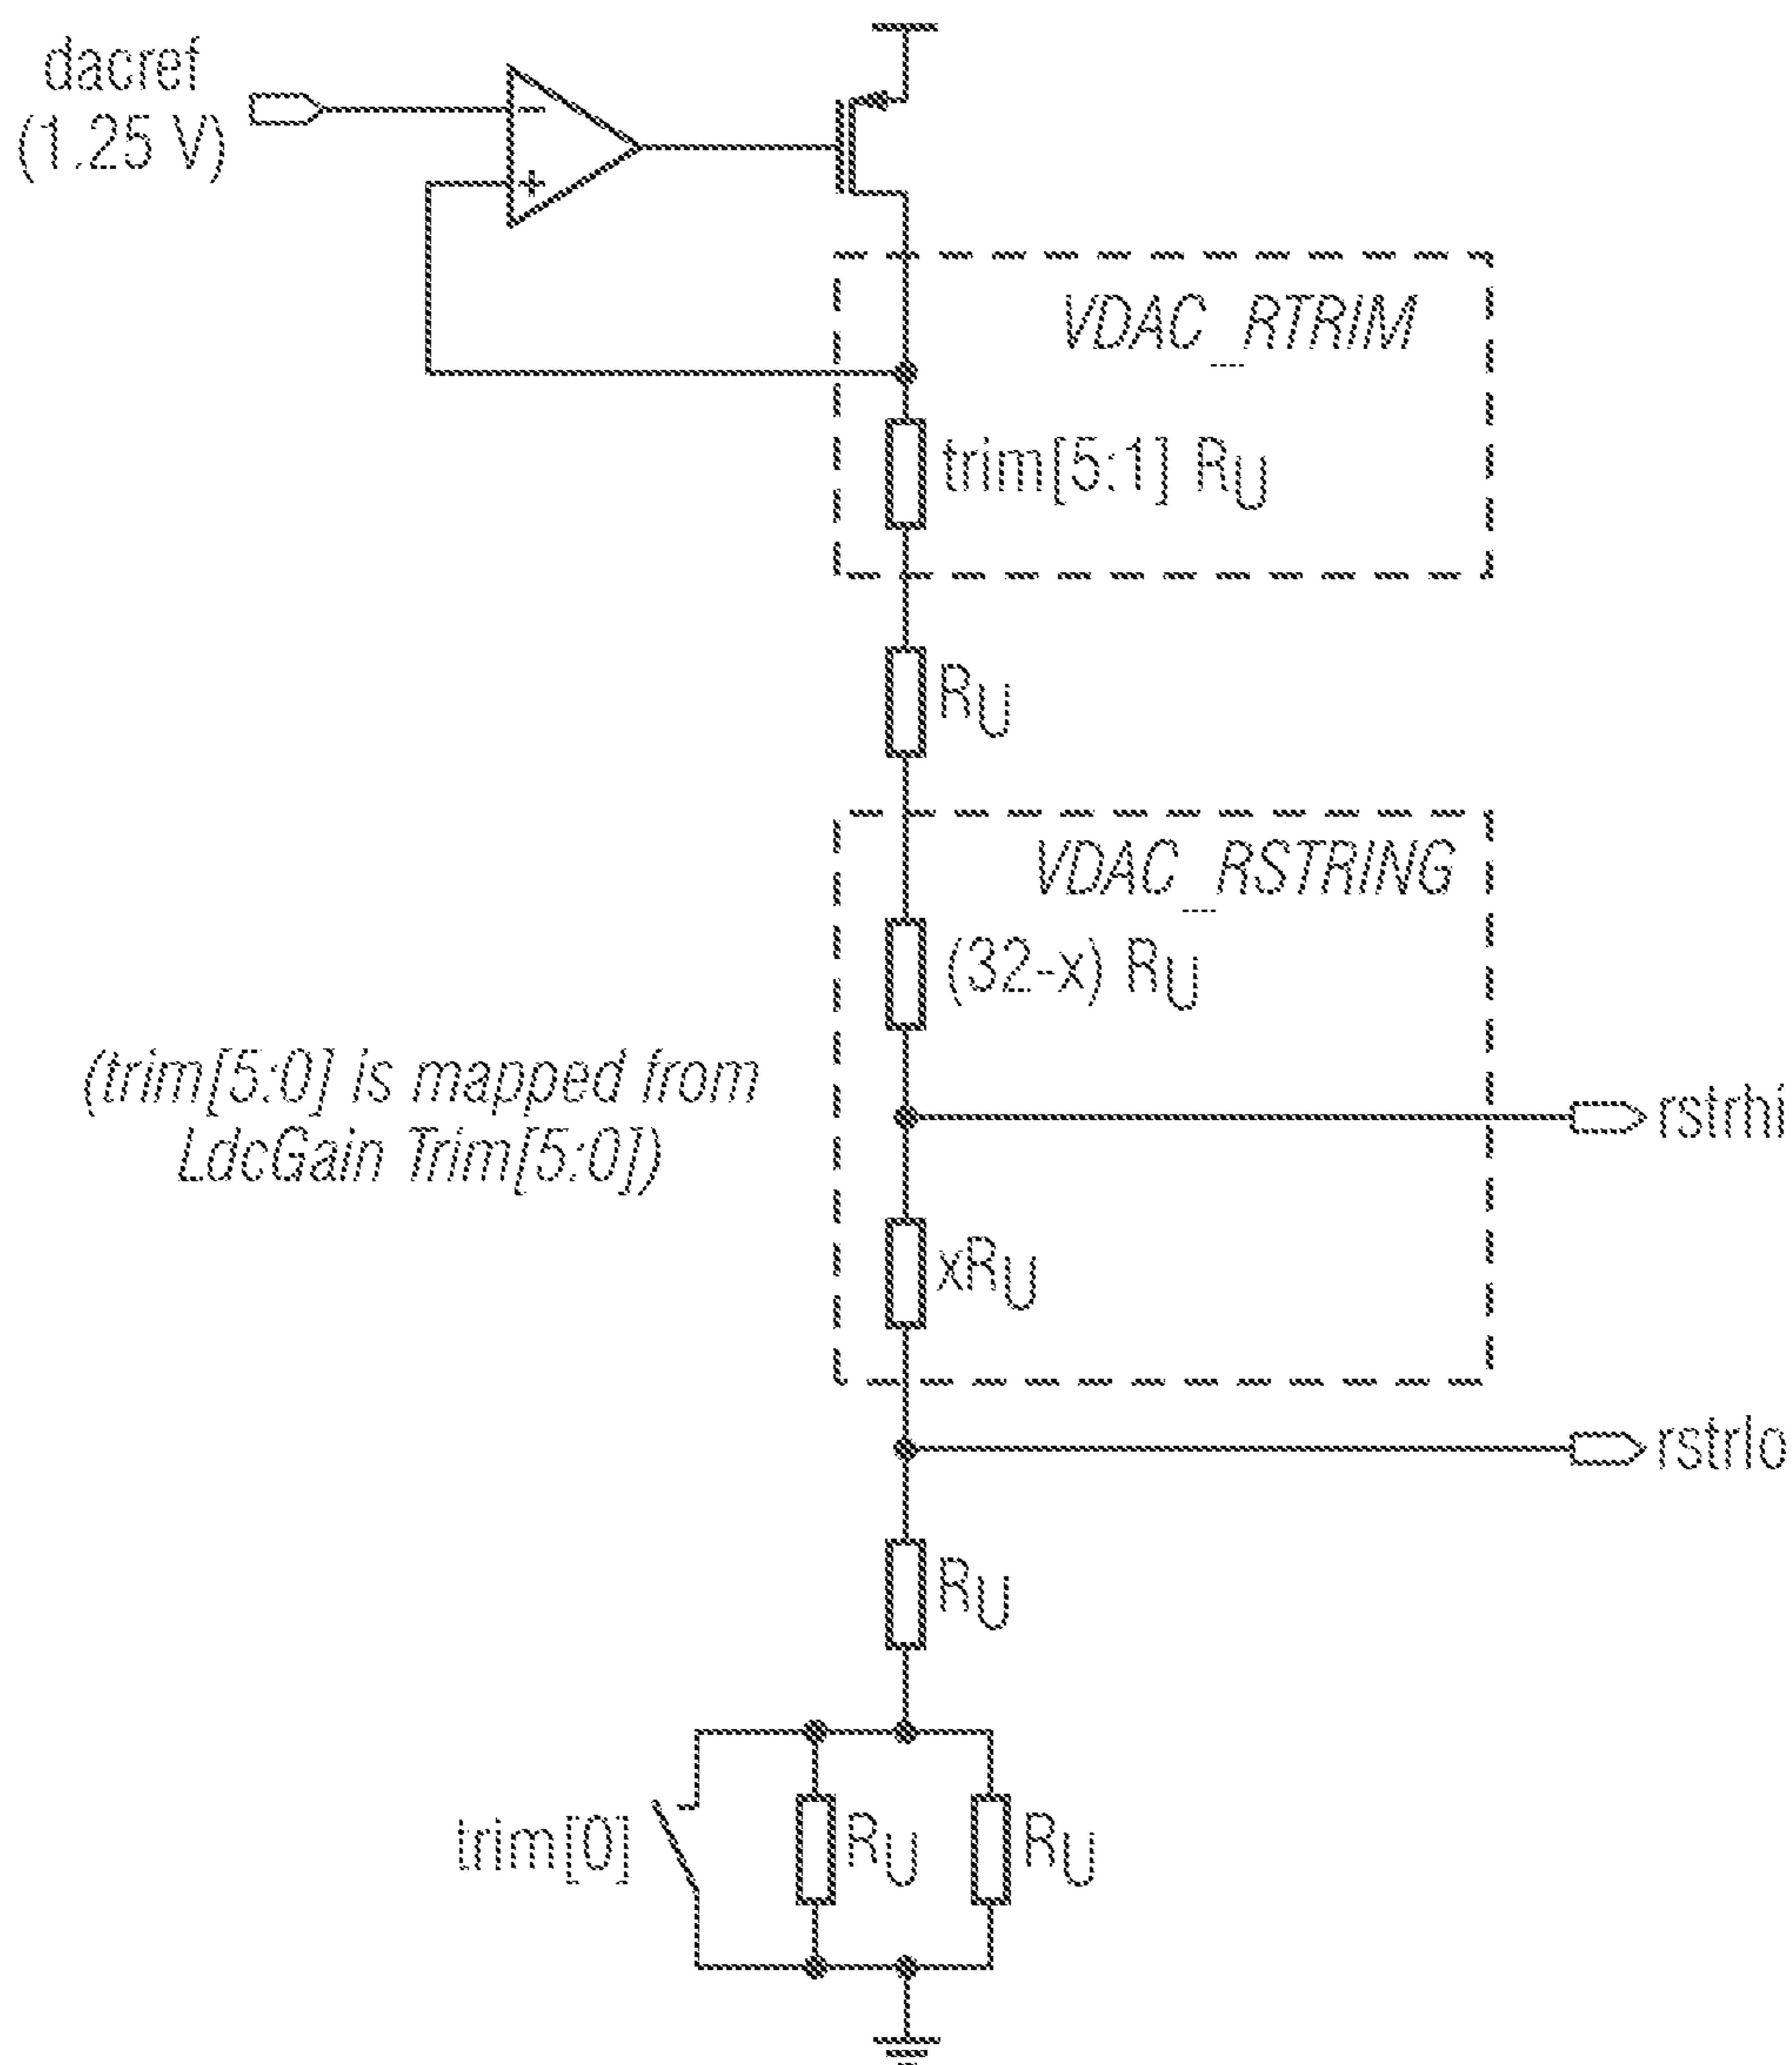 dacref
(1.25 V)
−
+
VDAC_RTRIM
trim[5:1] RU
RU
VDAC_RSTRING
(32-x) RU
(trim[5:0] is mapped from
LdcGain Trim[5:0])
rstrhi
xRU
rstrlo
RU
trim[0]
RU
RU